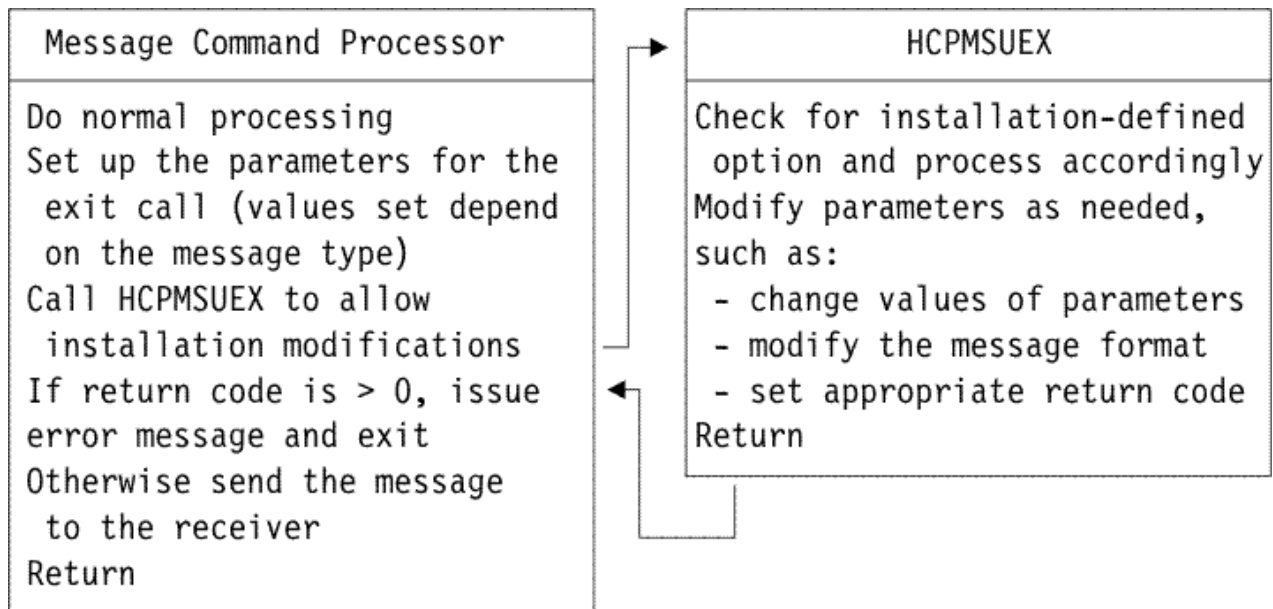 Message Command Processor
Do normal processing
Set up the parameters for the
exit call (values set depend
on the message type)
Call HCPMSUEX to allow
installation modifications
If return code is > 0, issue
error message and exit
Otherwise send the message
to the receiver
Return
HCPMSUEX
Check for installation-defined
option and process accordingly
Modify parameters as needed,
such as:
- change values of parameters
- modify the message format
- set appropriate return code
Return